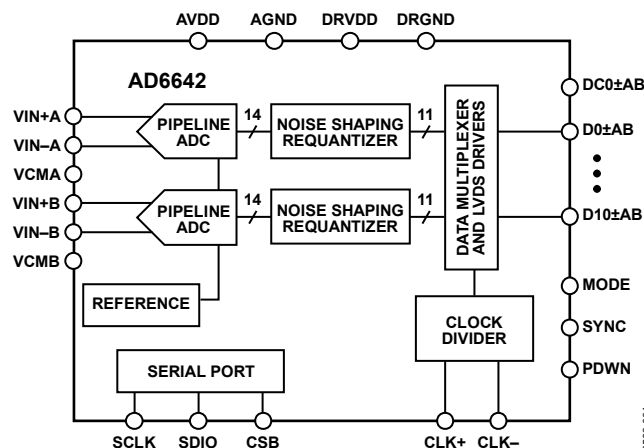 AVDD AGND DRVDD DRGND
AD6642
VIN+A
VIN–A
VCMA
VIN+B
VIN–B
VCMB
PIPELINE
ADC
14
NOISE SHAPING
REQUANTIZER
11
PIPELINE
ADC
14
NOISE SHAPING
REQUANTIZER
11
DATA MULTIPLEXER
AND LVDS DRIVERS
DC0±AB
D0±AB
D10±AB
MODE
SYNC
PDWN
REFERENCE
CLOCK
DIVIDER
SERIAL PORT
SCLK SDIO CSB CLK+ CLK–